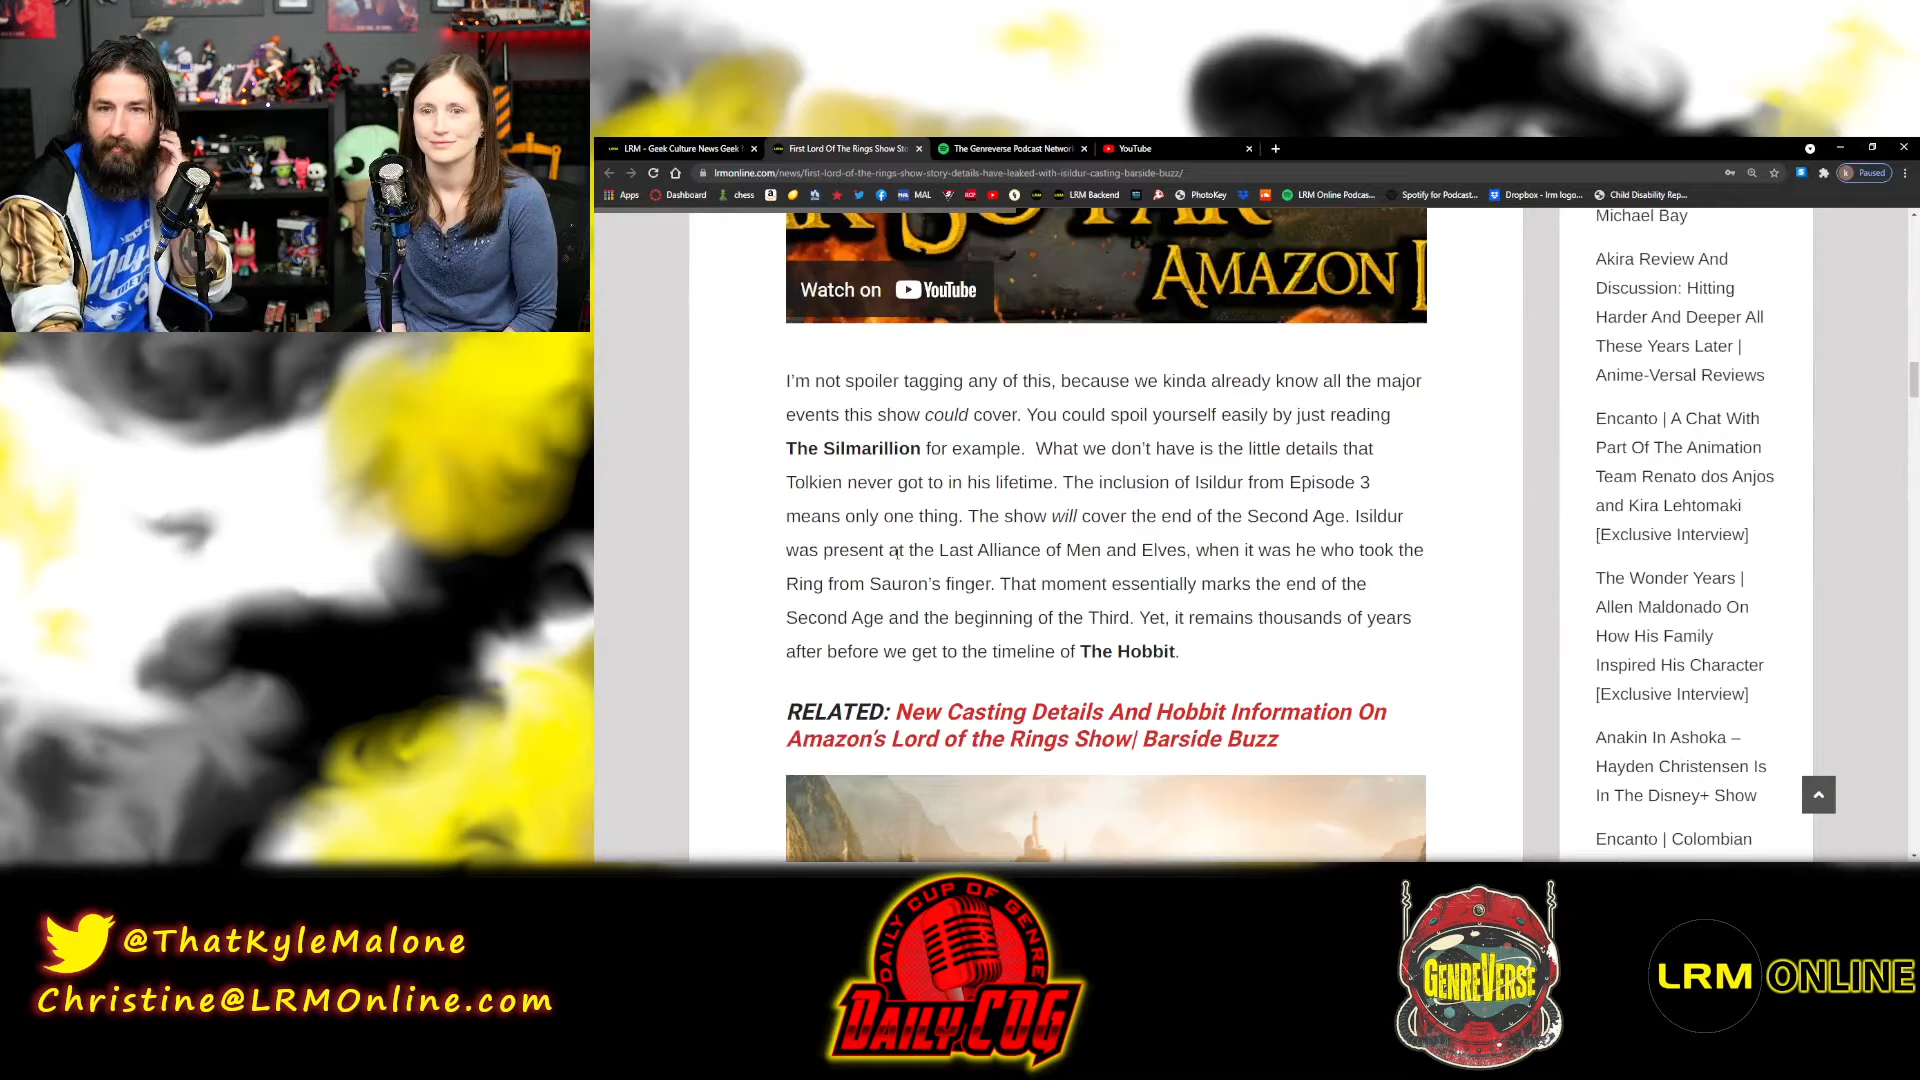 LRM - Geek Culture News Geek
First Lord Of The Rings Show Sto
The Genreverse Podcast Network
YouTube
lrmonline.com/news/first-lord-of-the-rings-show-story-details-have-leaked-with-isildur-casting-barside-buzz/
Paused
Apps
Dashboard
chess
MAL
LRM Backend
PhotoKey
LRM Online Podcas...
Spotify for Podcast...
Dropbox - lrm logo...
Child Disability Rep...
AMAZON
Watch on YouTube
I'm not spoiler tagging any of this, because we kinda already know all the major
events this show could cover. You could spoil yourself easily by just reading
The Silmarillion for example. What we don't have is the little details that
Tolkien never got to in his lifetime. The inclusion of Isildur from Episode 3
means only one thing. The show will cover the end of the Second Age. Isildur
was present at the Last Alliance of Men and Elves, when it was he who took the
Ring from Sauron's finger. That moment essentially marks the end of the
Second Age and the beginning of the Third. Yet, it remains thousands of years
after before we get to the timeline of The Hobbit.
RELATED: New Casting Details And Hobbit Information On
Amazon's Lord of the Rings Show| Barside Buzz
Michael Bay
Akira Review And
Discussion: Hitting
Harder And Deeper All
These Years Later |
Anime-Versal Reviews
Encanto | A Chat With
Part Of The Animation
Team Renato dos Anjos
and Kira Lehtomaki
[Exclusive Interview]
The Wonder Years |
Allen Maldonado On
How His Family
Inspired His Character
[Exclusive Interview]
Anakin In Ashoka –
Hayden Christensen Is
In The Disney+ Show
Encanto | Colombian
@ThatKyleMalone
Christine@LRMOnline.com
DAILY CUP OF GENRE
DAILY COG
GENREVERSE
LRM ONLINE